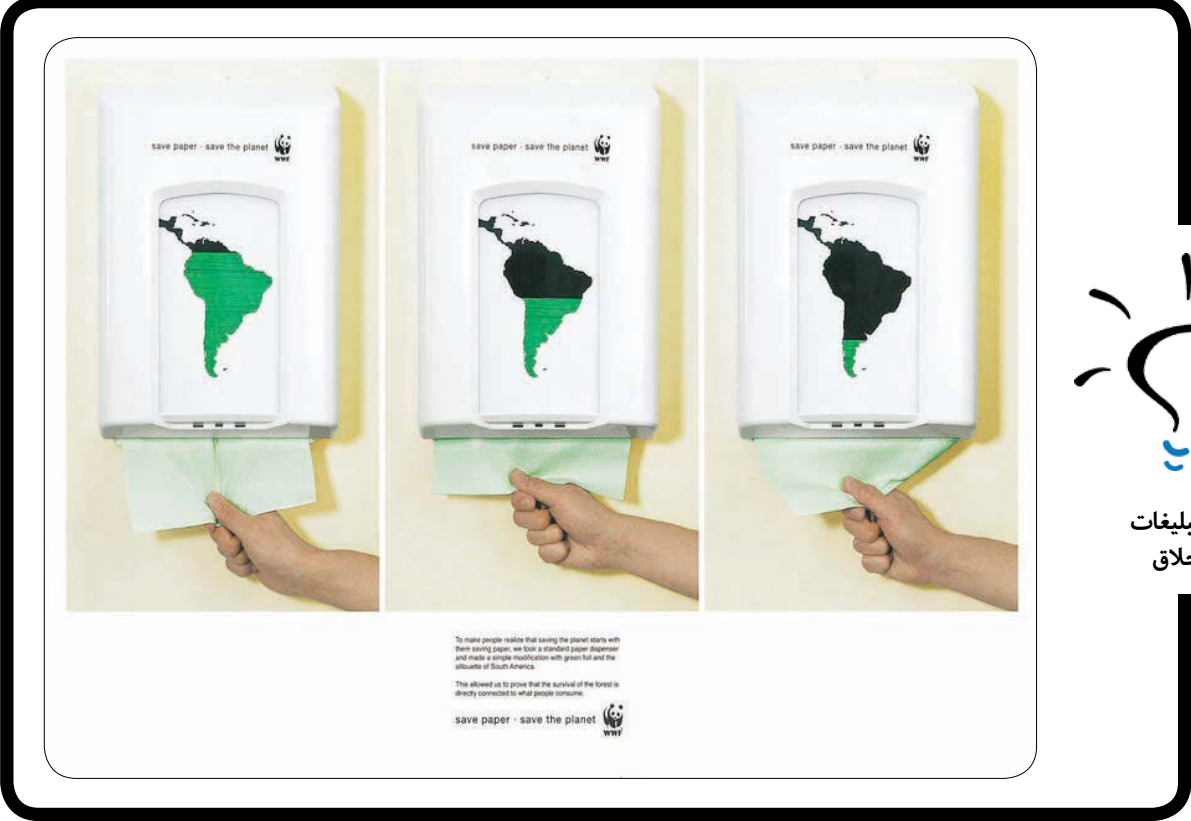 save paper · save the planet
WWF
save paper · save the planet
WWF
save paper · save the planet
WWF
To make people realize that saving the planet starts with
them saving paper, we took a standard paper dispenser
and made a simple modification with green foil and the
sillouette of South America.
This allowed us to prove that the survival of the forest is
directly connected to what people consume.
save paper · save the planet
WWF